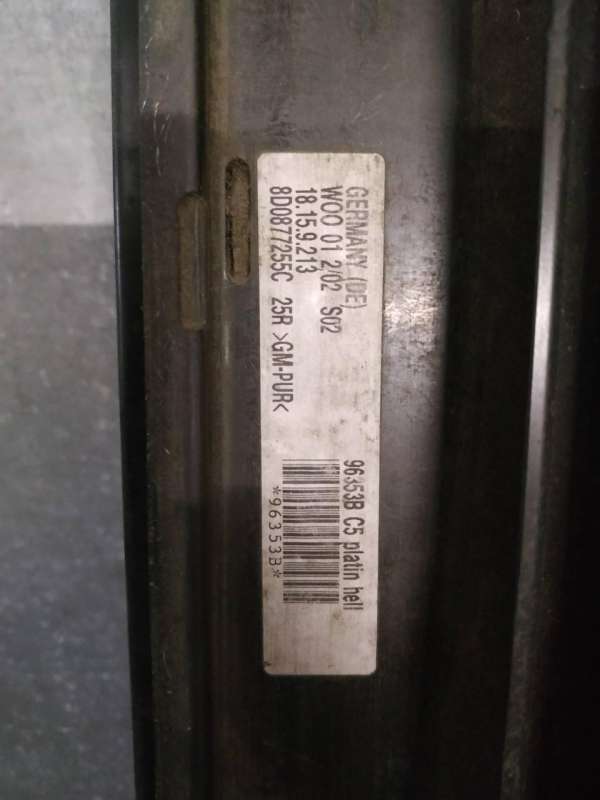 GERMANY (DE)
WOO 01 2/02 S02
18.15.9.213
8D0877255C 25R >GM-PUR<
96353B C5 platin hell
*96353B*